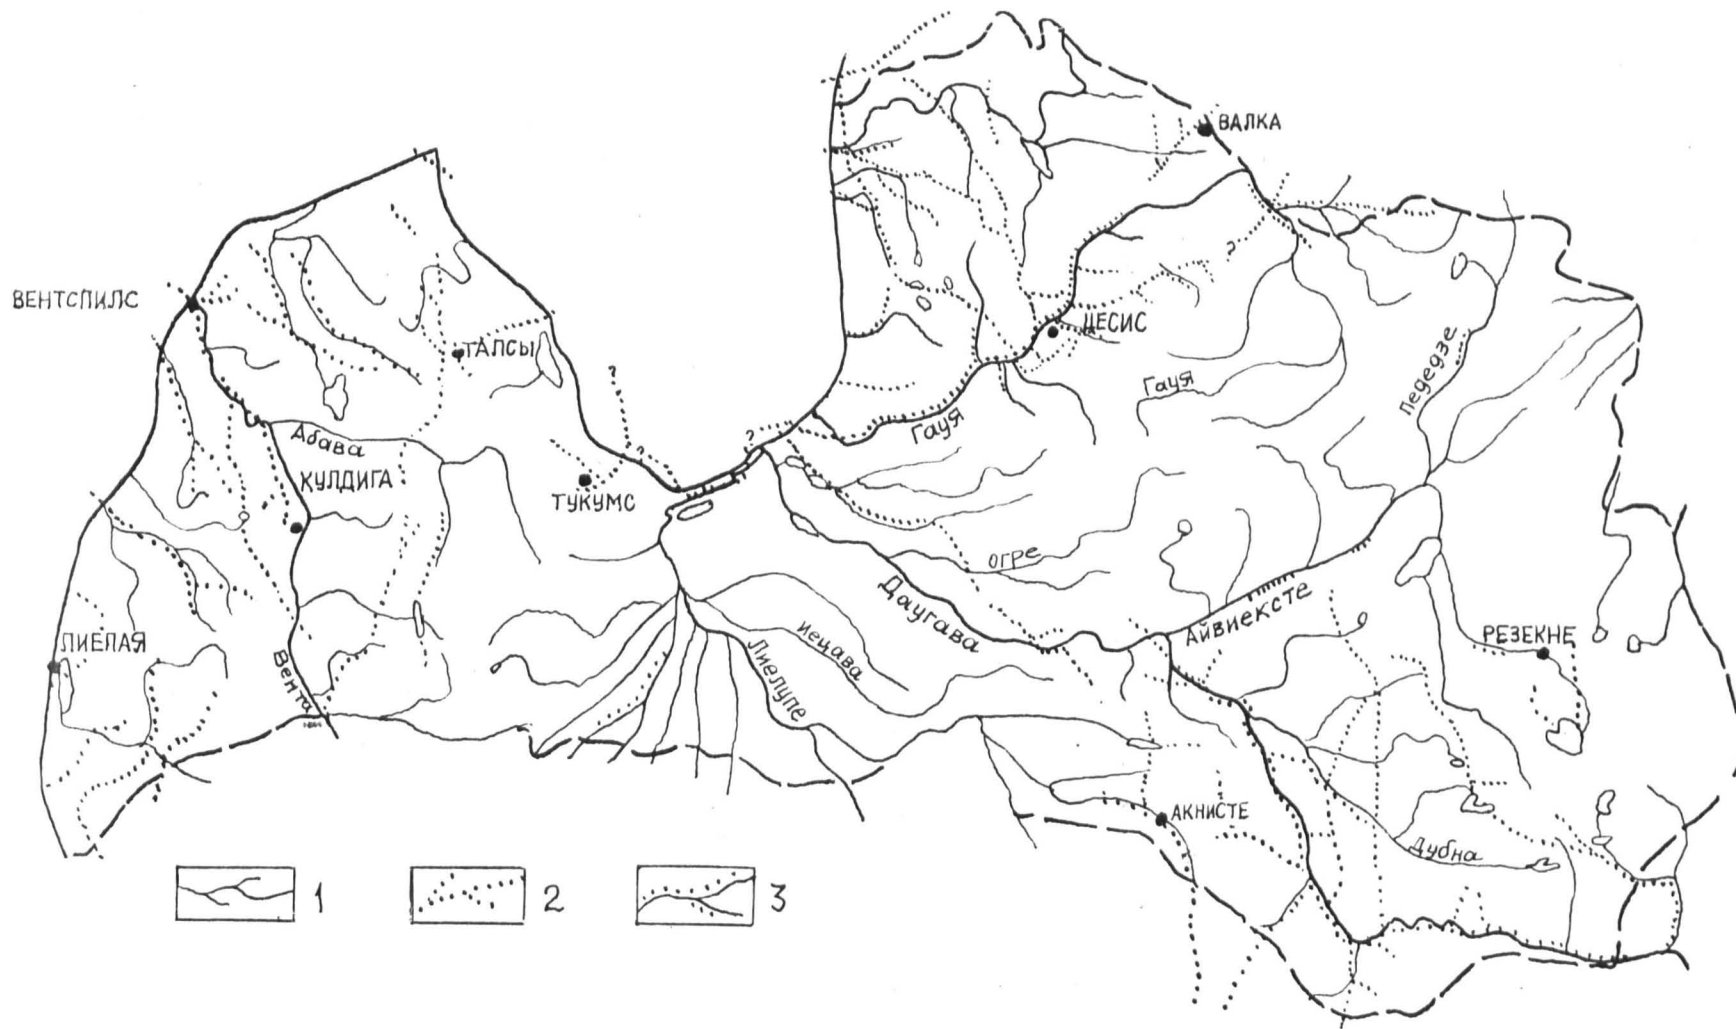 ВАЛКА
ВЕНТСПИЛС
ТАЛСЫ
ЦЕСИС
?
?
?
?
Гауя
Гауя
Педедзе
Абава
КУЛДИГА
ТУКУМС
огре
Даугава
Айвиексте
Иецава
Лиелупе
РЕЗЕКНЕ
ЛИЕПАЯ
Вента
АКНИСТЕ
Дубна
1
2
3